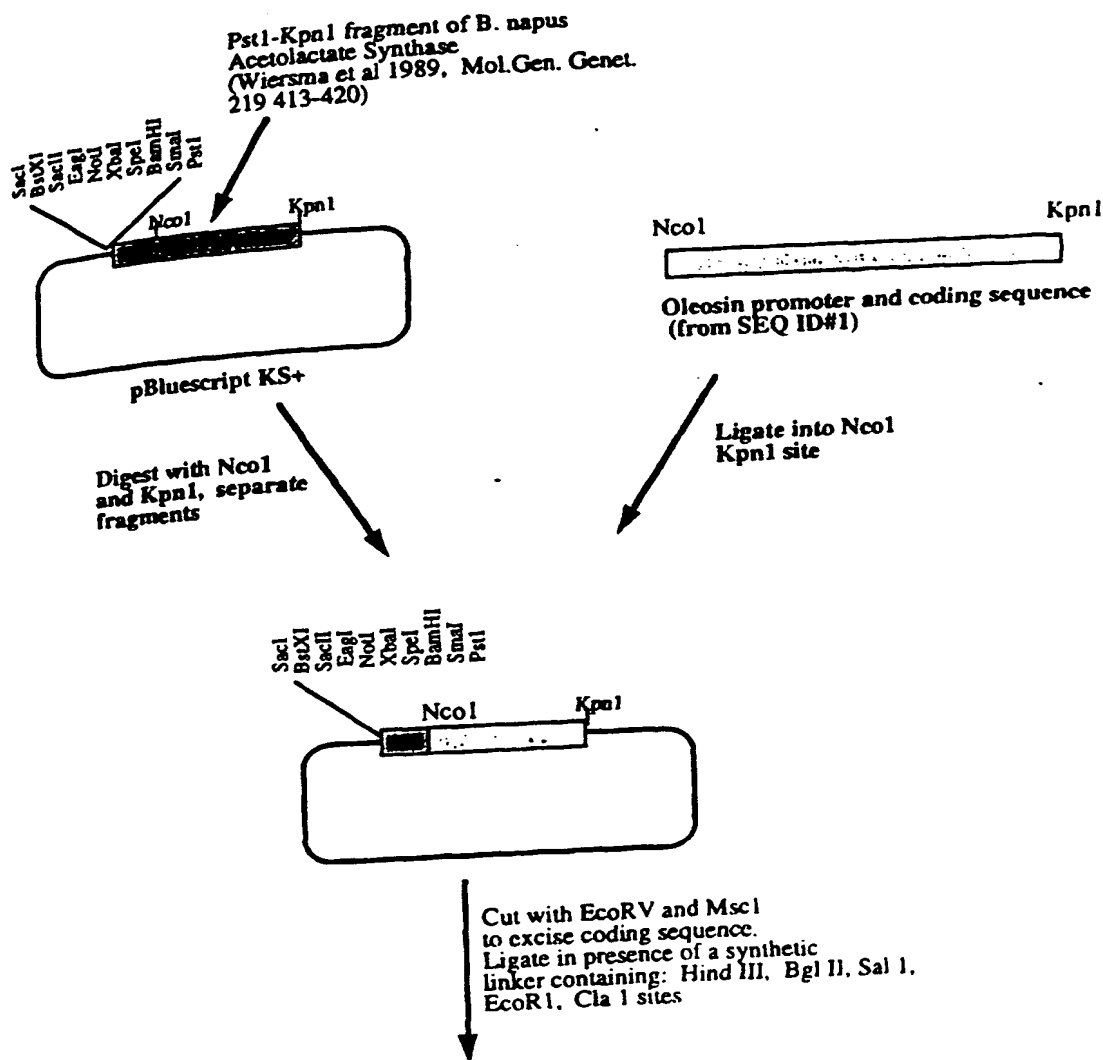 Pst1-Kpn1 fragment of B. napus
Acetolactate Synthase
(Wiersma et al 1989, Mol.Gen. Genet.
219 413-420)
SacI
BstXI
SacII
EagI
NotI
XbaI
SpeI
BamHI
SmaI
PstI
Nco1
Kpn1
pBluescript KS+
Nco1
Kpn1
Oleosin promoter and coding sequence
(from SEQ ID#1)
Digest with Nco1
and Kpn1, separate
fragments
Ligate into Nco1
Kpn1 site
SacI
BstXI
SacII
EagI
NotI
XbaI
SpeI
BamHI
SmaI
PstI
Nco1
Kpn1
Cut with EcoRV and Msc1
to excise coding sequence.
Ligate in presence of a synthetic
linker containing: Hind III, Bgl II, Sal 1,
EcoR1, Cla 1 sites